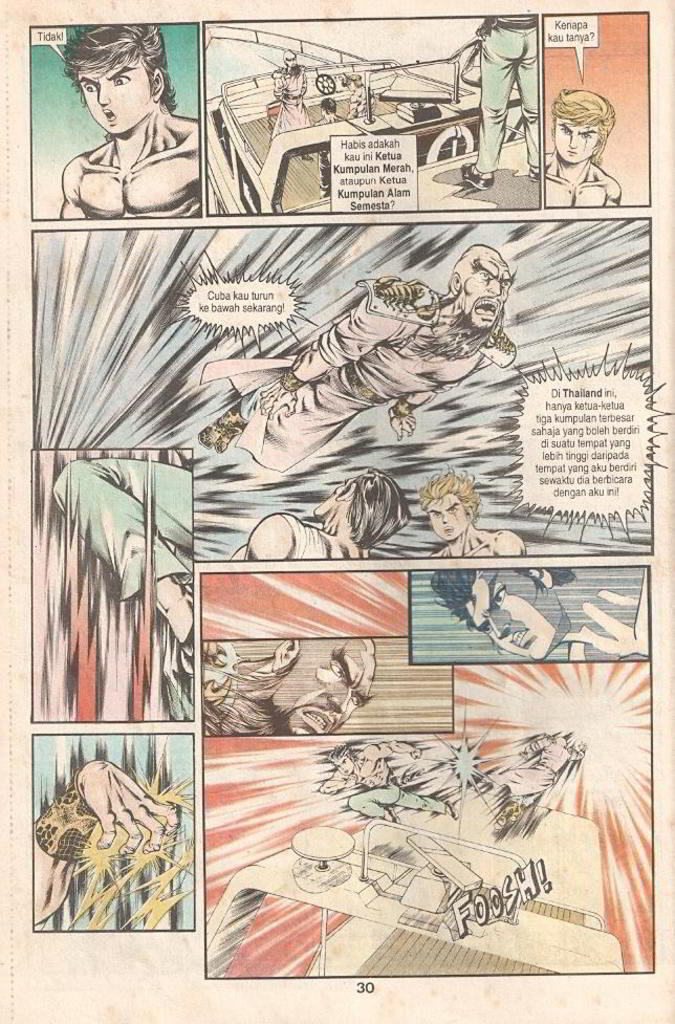 Tidak!
Habis adakah
kau ini Ketua
Kumpulan Merah,
ataupun Ketua
Kumpulan Alam
Semesta?
Kenapa
kau tanya?
Cuba kau turun
ke bawah sekarang!
Di Thailand ini,
hanya ketua-ketua
tiga kumpulan terbesar
sahaja yang boleh berdiri
di suatu tempat yang
lebih tinggi daripada
tempat yang aku berdiri
sewaktu dia berbicara
dengan aku ini!
FOOSH!
30